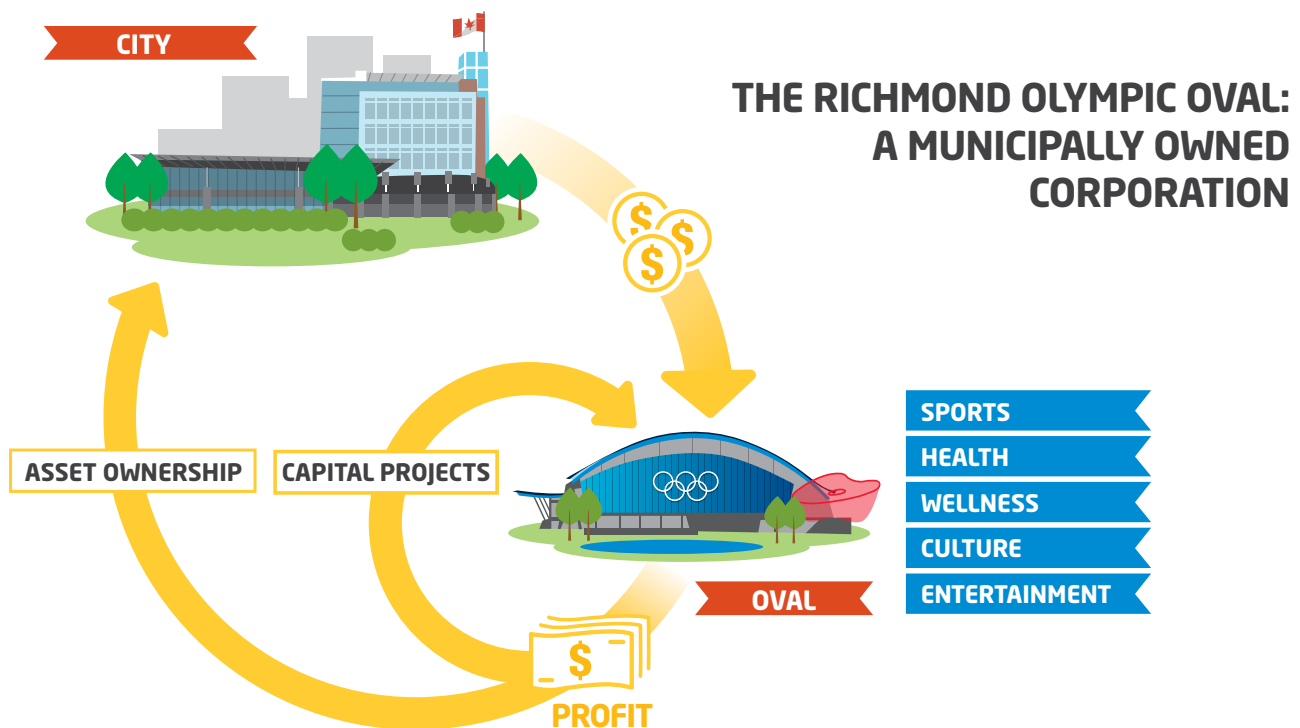 CITY
THE RICHMOND OLYMPIC OVAL:
A MUNICIPALLY OWNED
CORPORATION
$
$
$
ASSET OWNERSHIP
CAPITAL PROJECTS
SPORTS
HEALTH
WELLNESS
CULTURE
ENTERTAINMENT
OVAL
$
PROFIT